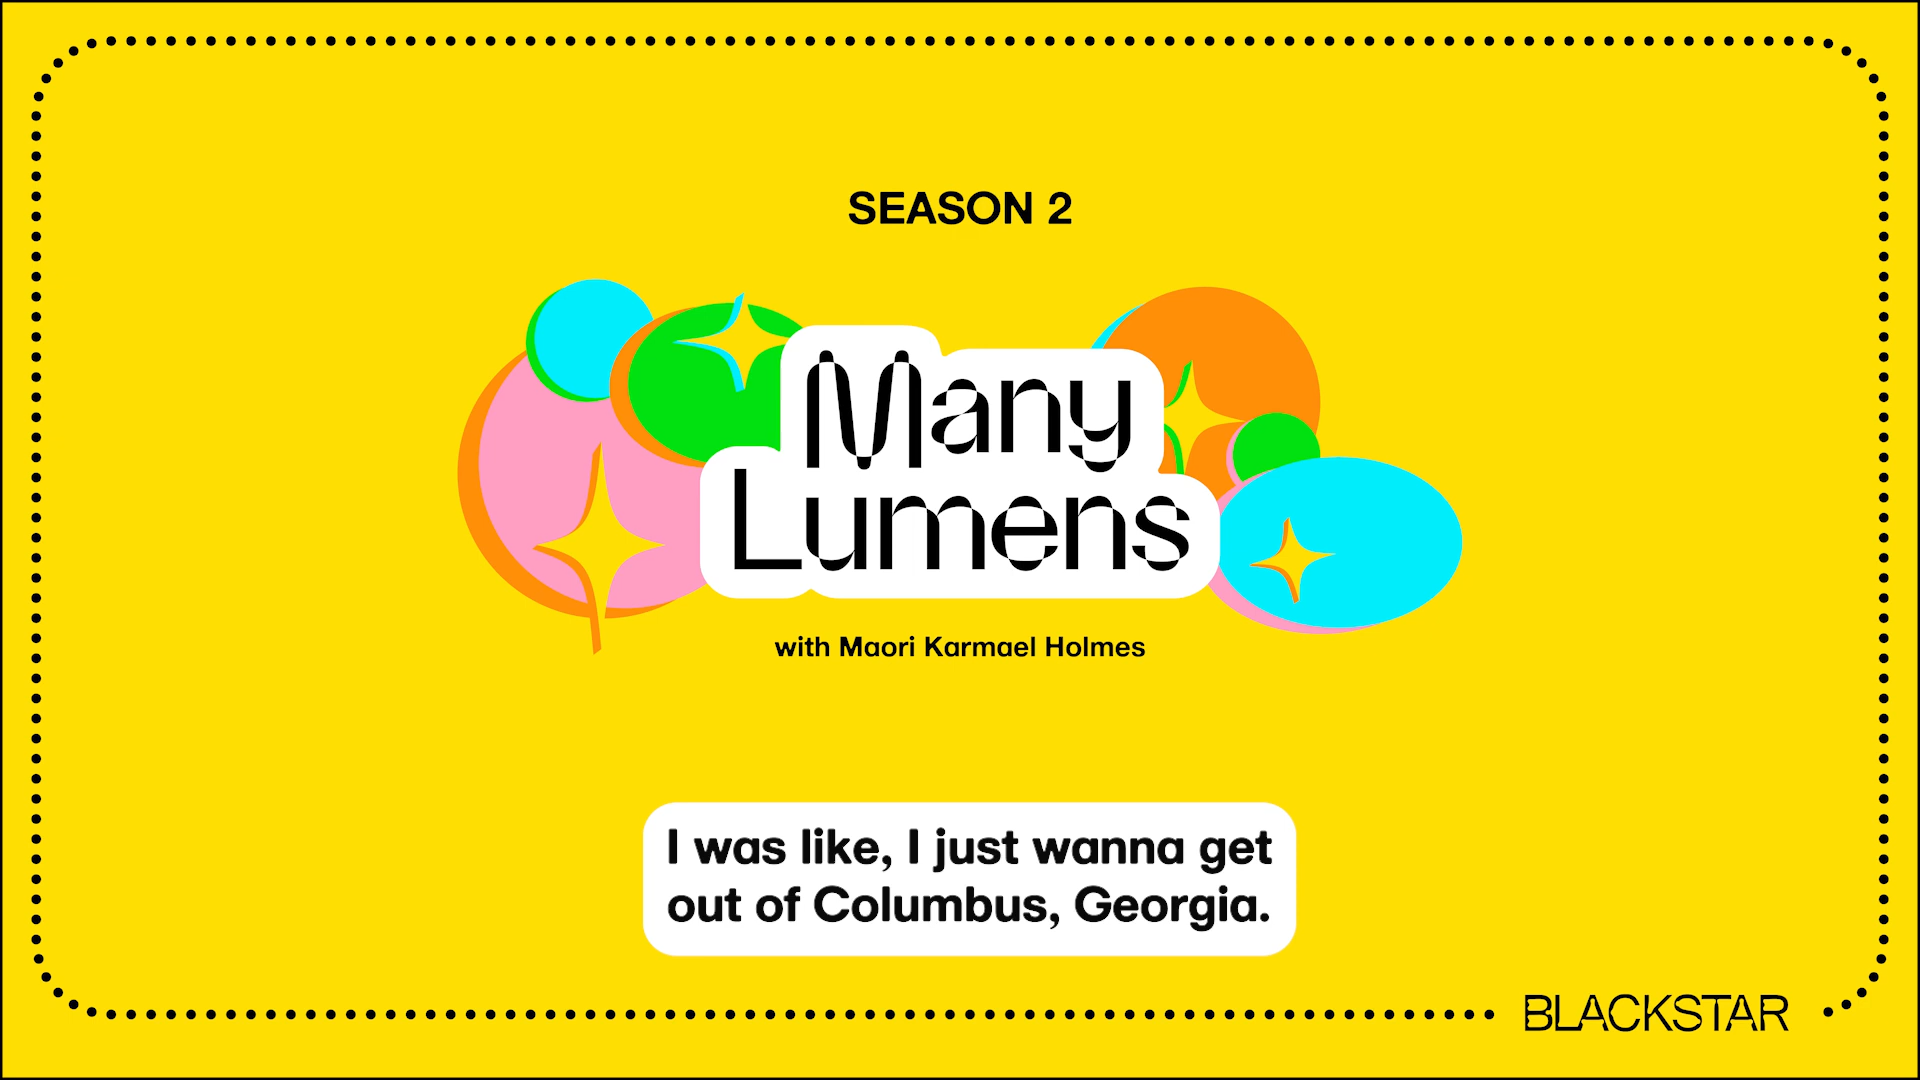 SEASON 2
Many
Lumens
with Maori Karmael Holmes
I was like, I just wanna get
out of Columbus, Georgia.
BLACKSTAR